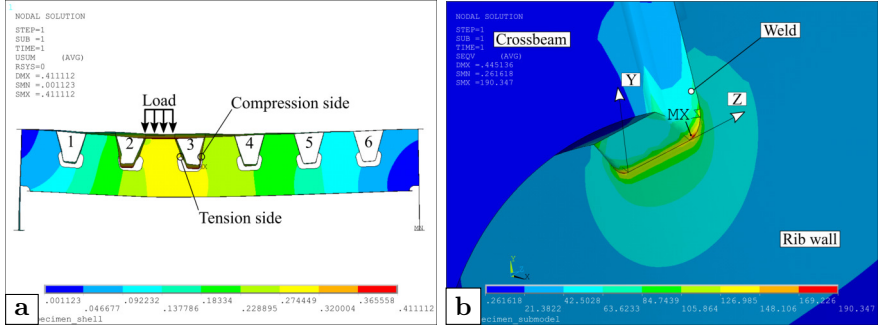 1
NODAL SOLUTION
STEP=1
SUB =1
TIME=1
USUM (AVG)
RSYS=0
DMX =.411112
SMN =.001123
SMX =.411112
Load
Compression side
1 2 3 4 5 6
Tension side
MN
.001123 .092232 .18334 .274449 .365558
.046677 .137786 .228895 .320004 .411112
a
ecimen_shell
NODAL SOLUTION
STEP=1
SUB =1
TIME=1
SEQV (AVG)
DMX =.445136
SMN =.261618
SMX =190.347
Crossbeam
Weld
Y
Z
MX
Rib wall
Y
X
.261618 42.5028 84.7439 126.985 169.226
21.3822 63.6233 105.864 148.106 190.347
b
ecimen_submodel